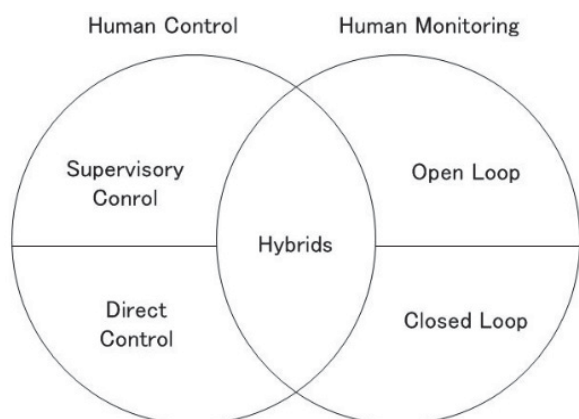 Human Control
Human Monitoring
Supervisory
Conrol
Open Loop
Hybrids
Direct
Control
Closed Loop